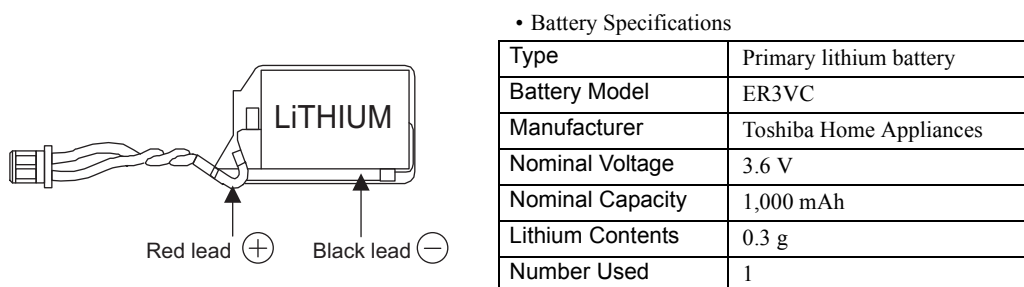 LiTHIUM
Red lead ⊕
Black lead ⊖
• Battery Specifications
Type Primary lithium battery
Battery Model ER3VC
Manufacturer Toshiba Home Appliances
Nominal Voltage 3.6 V
Nominal Capacity 1,000 mAh
Lithium Contents 0.3 g
Number Used 1